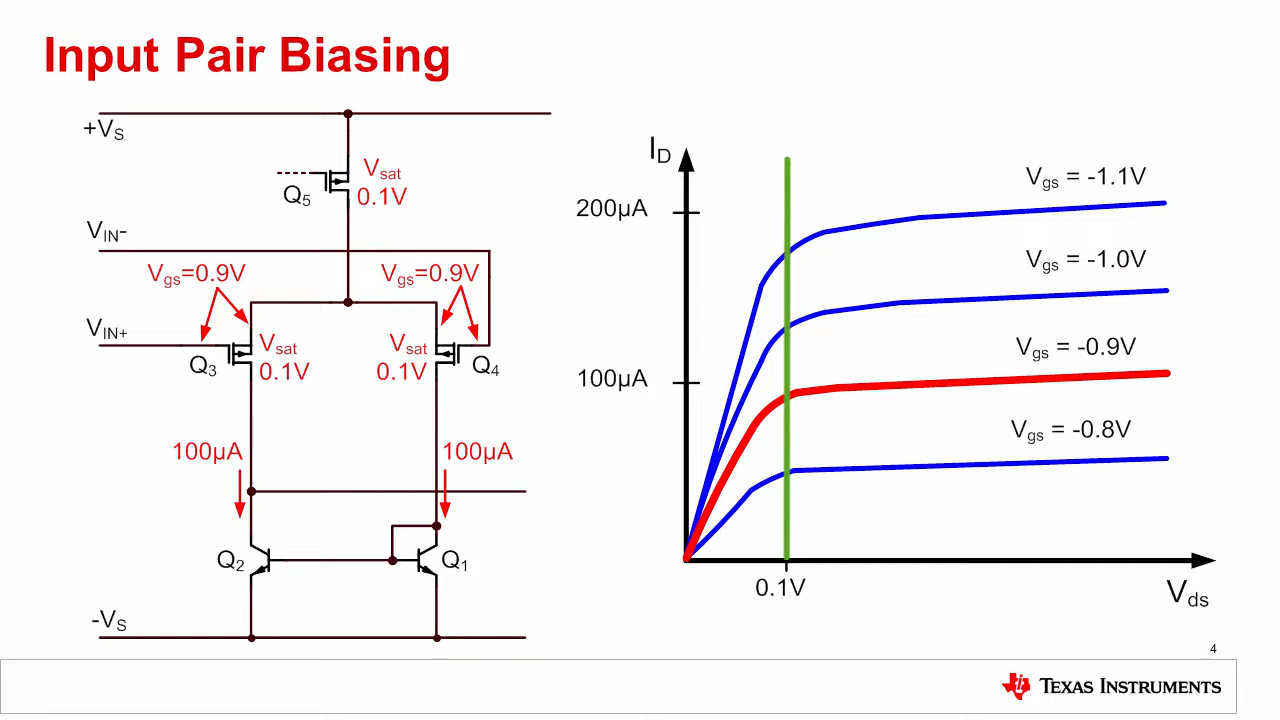 Input Pair Biasing
+VS
Vsat
0.1V
Q5
VIN-
Vgs=0.9V
Vgs=0.9V
VIN+
Vsat
0.1V
Vsat
0.1V
Q3
Q4
100µA
100µA
Q2
Q1
-VS
ID
200µA
100µA
Vgs = -1.1V
Vgs = -1.0V
Vgs = -0.9V
Vgs = -0.8V
0.1V
Vds
4
TEXAS INSTRUMENTS